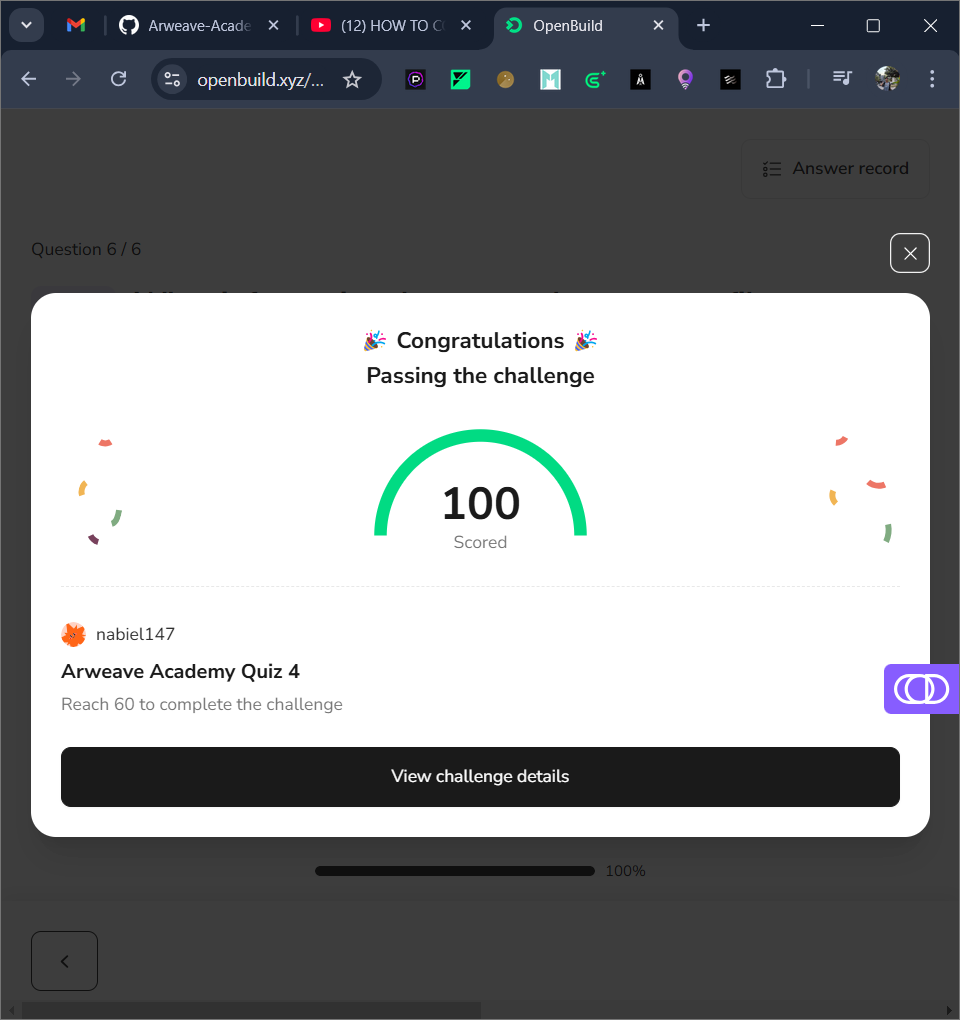 Arweave-Acade
(12) HOW TO C
OpenBuild
openbuild.xyz/...
Answer record
Question 6 / 6
Congratulations
Passing the challenge
100
Scored
nabiel147
Arweave Academy Quiz 4
Reach 60 to complete the challenge
View challenge details
100%